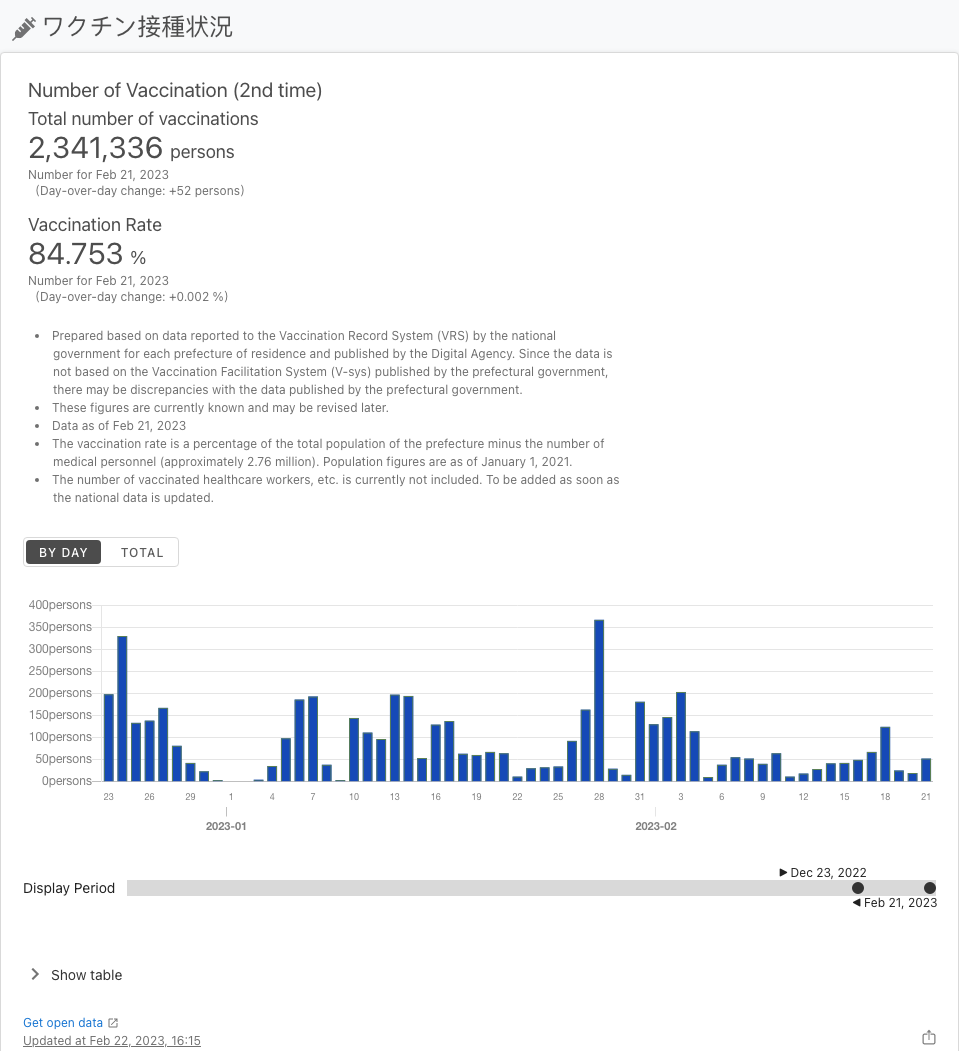 ワクチン接種状況
Number of Vaccination (2nd time)
Total number of vaccinations
2,341,336 persons
Number for Feb 21, 2023
(Day-over-day change: +52 persons)
Vaccination Rate
84.753 %
Number for Feb 21, 2023
(Day-over-day change: +0.002 %)
• Prepared based on data reported to the Vaccination Record System (VRS) by the national
government for each prefecture of residence and published by the Digital Agency. Since the data is
not based on the Vaccination Facilitation System (V-sys) published by the prefectural government,
there may be discrepancies with the data published by the prefectural government.
• These figures are currently known and may be revised later.
• Data as of Feb 21, 2023
• The vaccination rate is a percentage of the total population of the prefecture minus the number of
medical personnel (approximately 2.76 million). Population figures are as of January 1, 2021.
• The number of vaccinated healthcare workers, etc. is currently not included. To be added as soon as
the national data is updated.
BY DAY TOTAL
400persons
350persons
300persons
250persons
200persons
150persons
100persons
50persons
0persons
23 26 29 1 4 7 10 13 16 19 22 25 28 31 3 6 9 12 15 18 21
2023-01 2023-02
Dec 23, 2022
Display Period
Feb 21, 2023
Show table
Get open data
Updated at Feb 22, 2023, 16:15